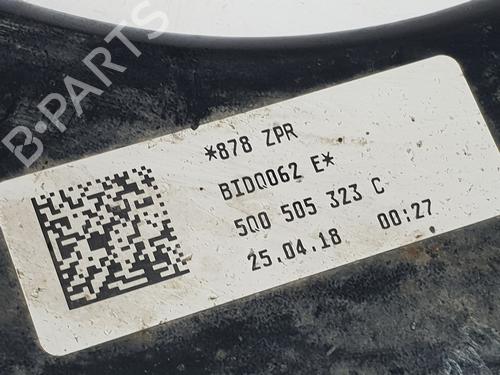 B-PARTS
*878 ZPR
BIDQ062 E*
5Q0 505 323 C
25.04.18 00:27